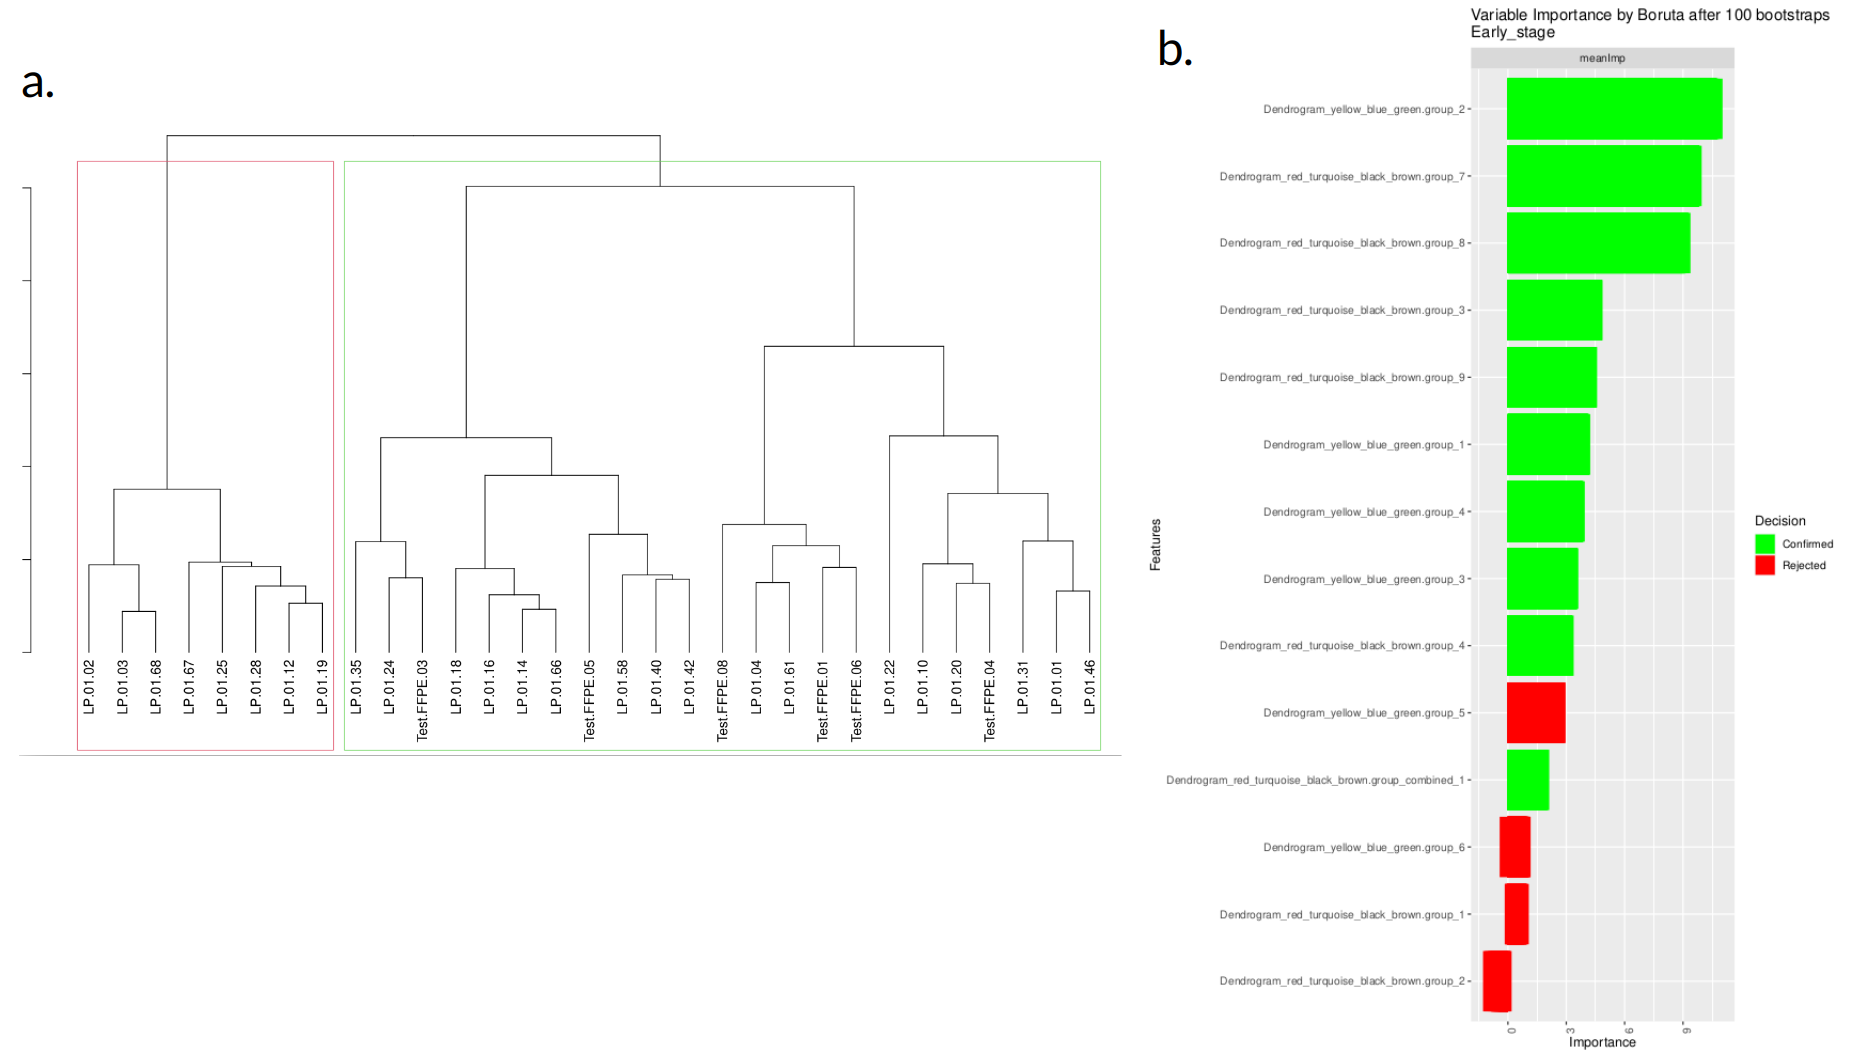 a.
LP.01.02
LP.01.03
LP.01.68
LP.01.67
LP.01.25
LP.01.28
LP.01.12
LP.01.19
LP.01.35
LP.01.24
Test.FFPE.03
LP.01.18
LP.01.16
LP.01.14
LP.01.66
Test.FFPE.05
LP.01.58
LP.01.40
LP.01.42
Test.FFPE.08
LP.01.04
LP.01.61
Test.FFPE.01
Test.FFPE.06
LP.01.22
LP.01.10
LP.01.20
Test.FFPE.04
LP.01.31
LP.01.01
LP.01.46
b.
Variable Importance by Boruta after 100 bootstraps
Early_stage
meanImp
Features
Dendrogram_yellow_blue_green.group_2
Dendrogram_red_turquoise_black_brown.group_7
Dendrogram_red_turquoise_black_brown.group_8
Dendrogram_red_turquoise_black_brown.group_3
Dendrogram_red_turquoise_black_brown.group_9
Dendrogram_yellow_blue_green.group_1
Dendrogram_yellow_blue_green.group_4
Dendrogram_yellow_blue_green.group_3
Dendrogram_red_turquoise_black_brown.group_4
Dendrogram_yellow_blue_green.group_5
Dendrogram_red_turquoise_black_brown.group_combined_1
Dendrogram_yellow_blue_green.group_6
Dendrogram_red_turquoise_black_brown.group_1
Dendrogram_red_turquoise_black_brown.group_2
0 3 6 9
Importance
Decision
Confirmed
Rejected